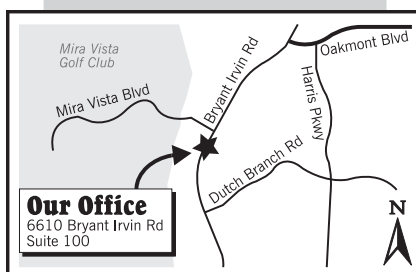 Mira Vista
Golf Club
Mira Vista Blvd
Bryant Irvin Rd
Oakmont Blvd
Harris Pkwy
Dutch Branch Rd
Our Office
6610 Bryant Irvin Rd
Suite 100
N